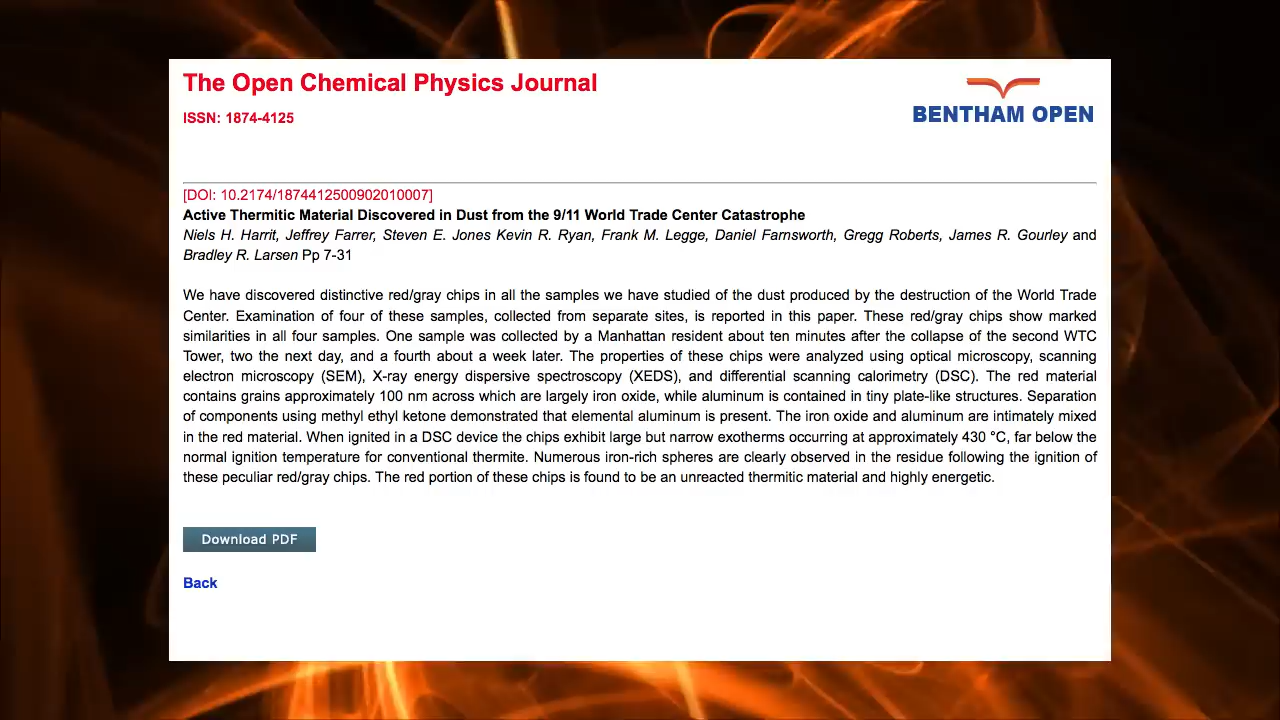 The Open Chemical Physics Journal
ISSN: 1874-4125
BENTHAM OPEN
[DOI: 10.2174/1874412500902010007]
Active Thermitic Material Discovered in Dust from the 9/11 World Trade Center Catastrophe
Niels H. Harrit, Jeffrey Farrer, Steven E. Jones Kevin R. Ryan, Frank M. Legge, Daniel Farnsworth, Gregg Roberts, James R. Gourley and
Bradley R. Larsen Pp 7-31
We have discovered distinctive red/gray chips in all the samples we have studied of the dust produced by the destruction of the World Trade
Center. Examination of four of these samples, collected from separate sites, is reported in this paper. These red/gray chips show marked
similarities in all four samples. One sample was collected by a Manhattan resident about ten minutes after the collapse of the second WTC
Tower, two the next day, and a fourth about a week later. The properties of these chips were analyzed using optical microscopy, scanning
electron microscopy (SEM), X-ray energy dispersive spectroscopy (XEDS), and differential scanning calorimetry (DSC). The red material
contains grains approximately 100 nm across which are largely iron oxide, while aluminum is contained in tiny plate-like structures. Separation
of components using methyl ethyl ketone demonstrated that elemental aluminum is present. The iron oxide and aluminum are intimately mixed
in the red material. When ignited in a DSC device the chips exhibit large but narrow exotherms occurring at approximately 430 °C, far below the
normal ignition temperature for conventional thermite. Numerous iron-rich spheres are clearly observed in the residue following the ignition of
these peculiar red/gray chips. The red portion of these chips is found to be an unreacted thermitic material and highly energetic.
Download PDF
Back